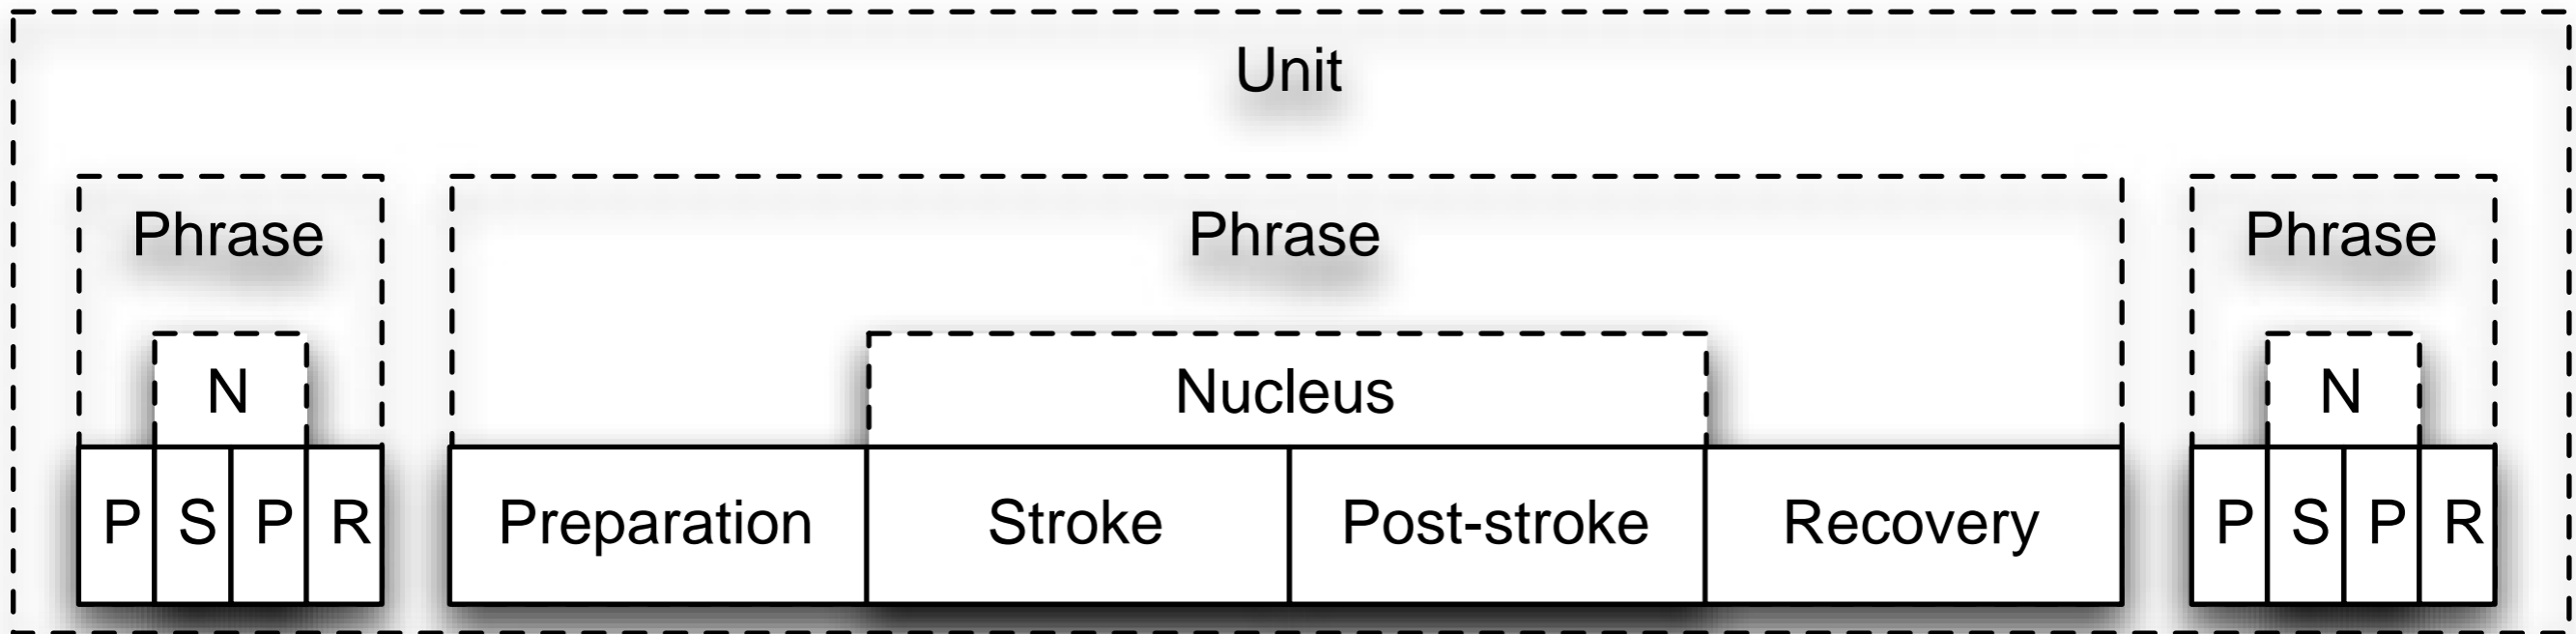 Unit
Phrase Phrase Phrase
N Nucleus N
P S P R Preparation Stroke Post-stroke Recovery P S P R